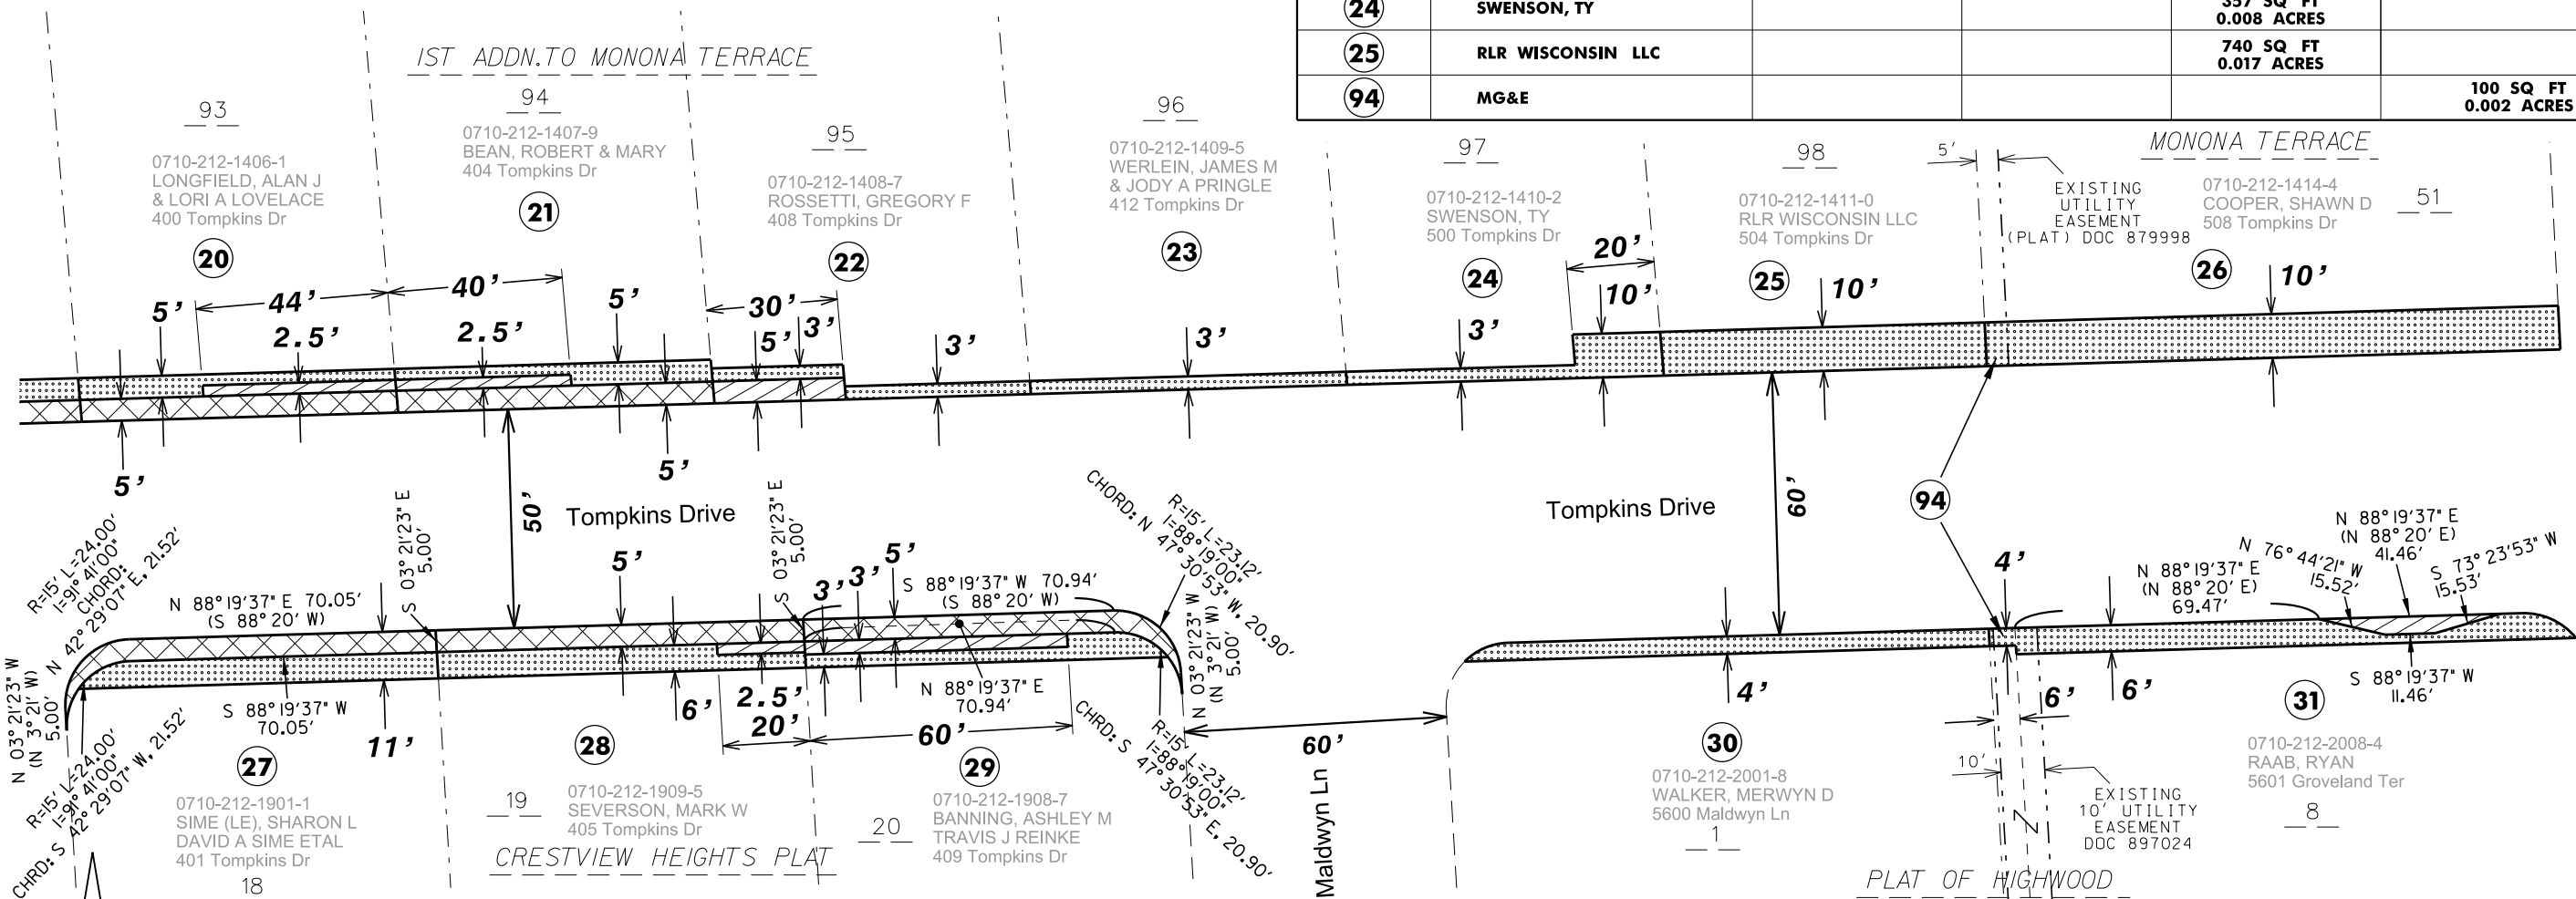 24 SWENSON, TY 357 SQ FT
0.008 ACRES
25 RLR WISCONSIN LLC 740 SQ FT
0.017 ACRES
94 MG&E 100 SQ FT
0.002 ACRES
1ST ADDN.TO MONONA TERRACE
MONONA TERRACE
93
0710-212-1406-1
LONGFIELD, ALAN J
& LORI A LOVELACE
400 Tompkins Dr
20
94
0710-212-1407-9
BEAN, ROBERT & MARY
404 Tompkins Dr
21
95
0710-212-1408-7
ROSSETTI, GREGORY F
408 Tompkins Dr
22
96
0710-212-1409-5
WERLEIN, JAMES M
& JODY A PRINGLE
412 Tompkins Dr
23
97
0710-212-1410-2
SWENSON, TY
500 Tompkins Dr
24
98
0710-212-1411-0
RLR WISCONSIN LLC
504 Tompkins Dr
25
5'
EXISTING
UTILITY
EASEMENT
(PLAT) DOC 879998
0710-212-1414-4
COOPER, SHAWN D
508 Tompkins Dr
51
26
5'
44'
2.5'
40'
2.5'
5'
30'
5'
3'
3'
3'
3'
20'
10'
10'
10'
5'
5'
50'
Tompkins Drive
60'
Tompkins Drive
94
R=15' L=24.00'
I=91° 41'00"
CHORD:
N 42° 29'07" E, 21.52'
N 88°19'37" E 70.05'
(S 88°20' W)
S 03°21'23" E
5.00'
5'
S 03°21'23" E
5.00'
3'
3'
5'
S 88°19'37" W 70.94'
(S 88°20' W)
R=15' L=23.12'
I=88°19'00"
CHORD: N 47°30'53" W, 20.90'
N 03°21'23" W
(N 3°21' W)
5.00'
N 03°21'23" W
(N 3°21' W)
5.00'
R=15' L=24.00'
I=91° 41'00"
CHRD: S 42° 29'07" W, 21.52'
S 88°19'37" W
70.05'
11'
6'
2.5'
20'
60'
N 88°19'37" E
70.94'
R=15' L=23.12'
I=88°19'00"
CHRD: S 47°30'53" E, 20.90'
60'
Maldwyn Ln
4'
4'
6'
6'
10'
N 88°19'37" E
(N 88°20' E)
69.47'
N 76°44'21" W
15.52'
N 88°19'37" E
(N 88°20' E)
41.46'
S 73°23'53" W
15.53'
S 88°19'37" W
11.46'
27
0710-212-1901-1
SIME (LE), SHARON L
DAVID A SIME ETAL
401 Tompkins Dr
18
28
19
0710-212-1909-5
SEVERSON, MARK W
405 Tompkins Dr
CRESTVIEW HEIGHTS PLAT
29
20
0710-212-1908-7
BANNING, ASHLEY M
TRAVIS J REINKE
409 Tompkins Dr
30
0710-212-2001-8
WALKER, MERWYN D
5600 Maldwyn Ln
1
EXISTING
10' UTILITY
EASEMENT
DOC 897024
31
0710-212-2008-4
RAAB, RYAN
5601 Groveland Ter
8
PLAT OF HIGHWOOD